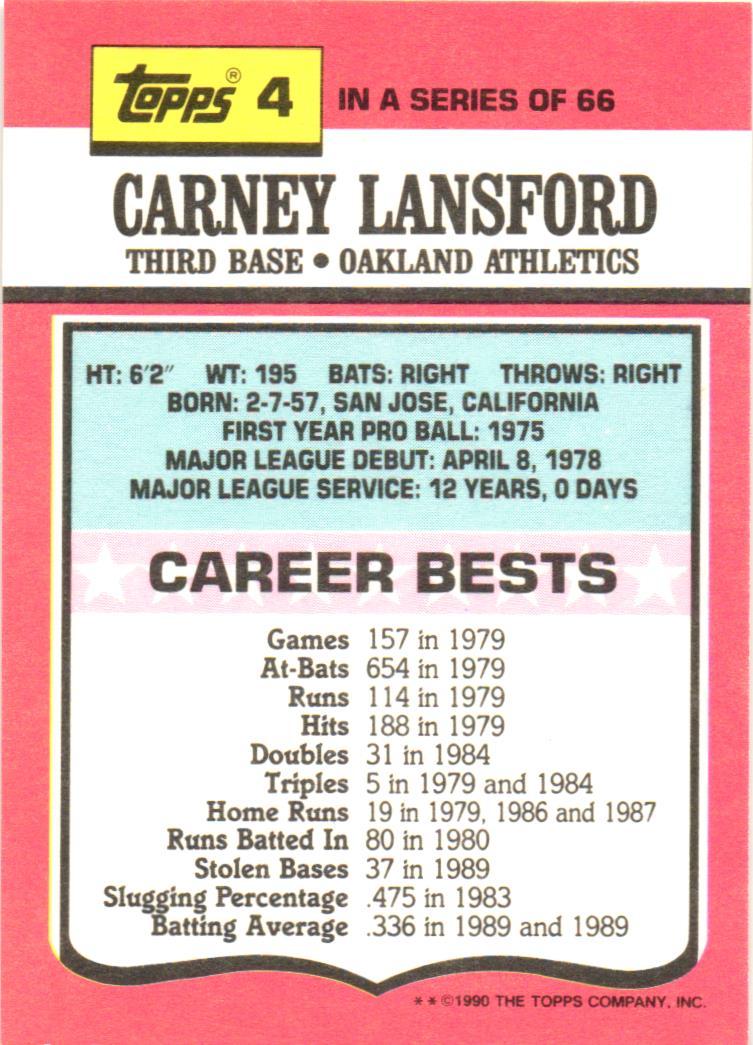 topps® 4 IN A SERIES OF 66
CARNEY LANSFORD
THIRD BASE • OAKLAND ATHLETICS
HT: 6'2" WT: 195 BATS: RIGHT THROWS: RIGHT
BORN: 2-7-57, SAN JOSE, CALIFORNIA
FIRST YEAR PRO BALL: 1975
MAJOR LEAGUE DEBUT: APRIL 8, 1978
MAJOR LEAGUE SERVICE: 12 YEARS, 0 DAYS
CAREER BESTS
Games 157 in 1979
At-Bats 654 in 1979
Runs 114 in 1979
Hits 188 in 1979
Doubles 31 in 1984
Triples 5 in 1979 and 1984
Home Runs 19 in 1979, 1986 and 1987
Runs Batted In 80 in 1980
Stolen Bases 37 in 1989
Slugging Percentage .475 in 1983
Batting Average .336 in 1989 and 1989
* * ©1990 THE TOPPS COMPANY, INC.